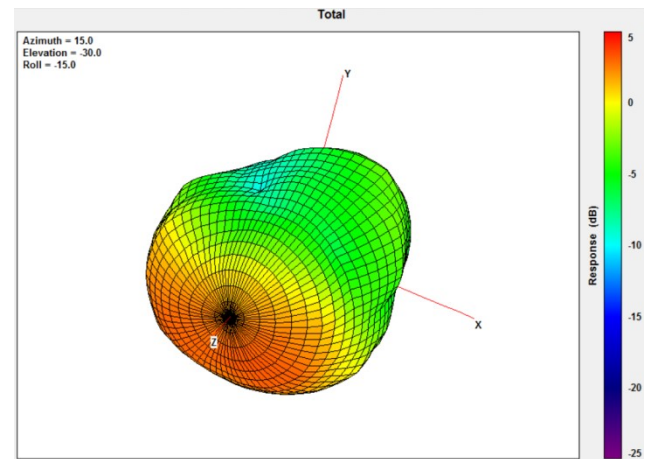 Total
Azimuth = 15.0
Elevation = -30.0
Roll = -15.0
Y
X
Z
5
0
-5
-10
-15
-20
-25
Response (dB)